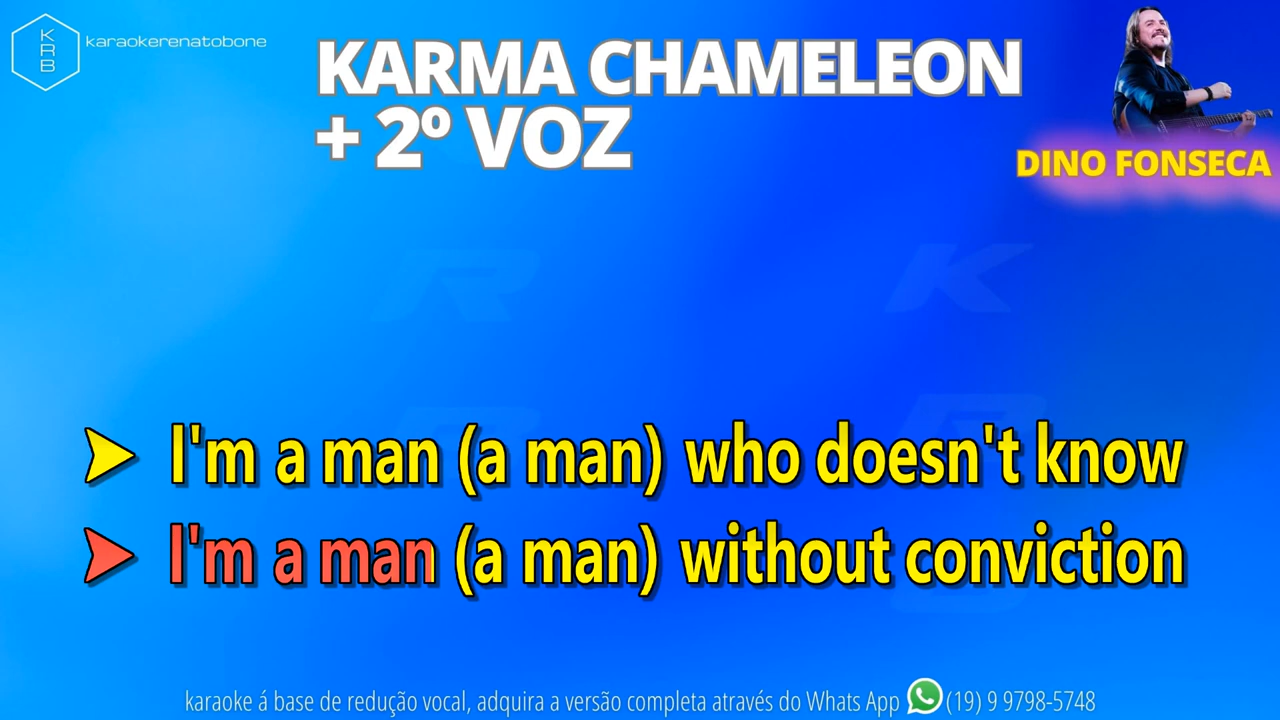 K
R
B
karaokerenatobone
KARMA CHAMELEON
+ 2º VOZ
DINO FONSECA
R K
R B
I'm a man (a man) who doesn't know
I'm a man (a man) without conviction
karaoke á base de redução vocal, adquira a versão completa através do Whats App (19) 9 9798-5748